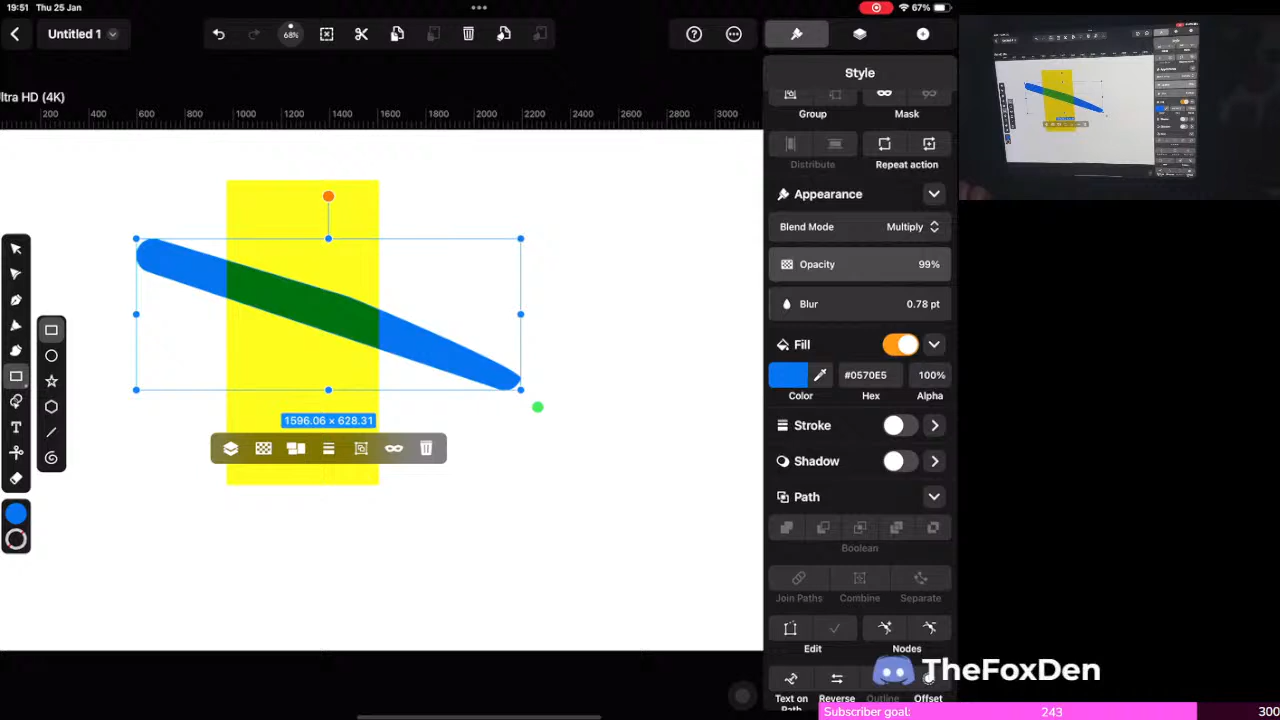 19:51 Thu 25 Jan
67%
Untitled 1
68%
Style
ltra HD (4K)
200 400 600 800 1000 1200 1400 1600 1800 2000 2200 2400 2600 2800 3000
Group Mask
Distribute Repeat action
Appearance
Blend Mode Multiply
Opacity 99%
Blur 0.78 pt
Fill
#0570E5 100%
Color Hex Alpha
1596.06 × 628.31
Stroke
Shadow
Path
Boolean
Join Paths Combine Separate
Edit Nodes
TheFoxDen
Text on Path Reverse Outline Offset
Subscriber goal: 243 300